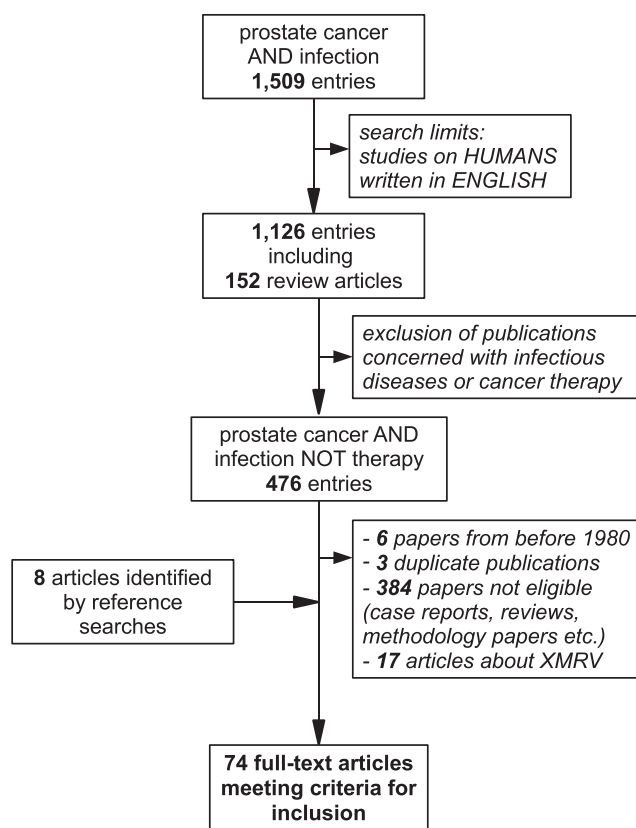 prostate cancer
AND infection
1,509 entries
search limits:
studies on HUMANS
written in ENGLISH
1,126 entries
including
152 review articles
exclusion of publications
concerned with infectious
diseases or cancer therapy
prostate cancer AND
infection NOT therapy
476 entries
- 6 papers from before 1980
- 3 duplicate publications
- 384 papers not eligible
(case reports, reviews,
methodology papers etc.)
- 17 articles about XMRV
8 articles identified
by reference
searches
74 full-text articles
meeting criteria for
inclusion